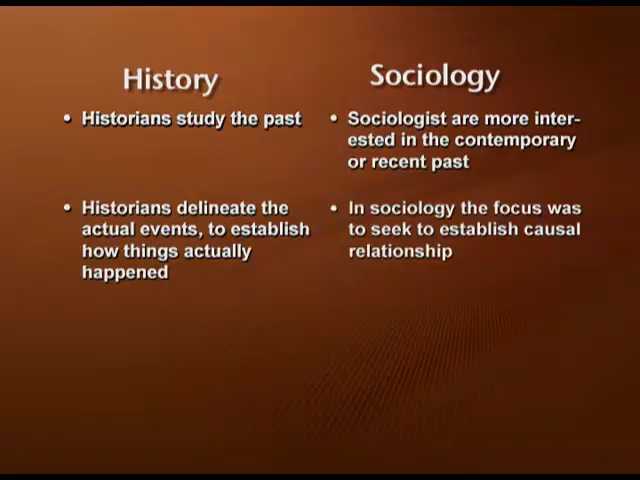 History
Sociology
• Historians study the past
• Sociologist are more inter-
ested in the contemporary
or recent past
• Historians delineate the
actual events, to establish
how things actually
happened
• In sociology the focus was
to seek to establish causal
relationship